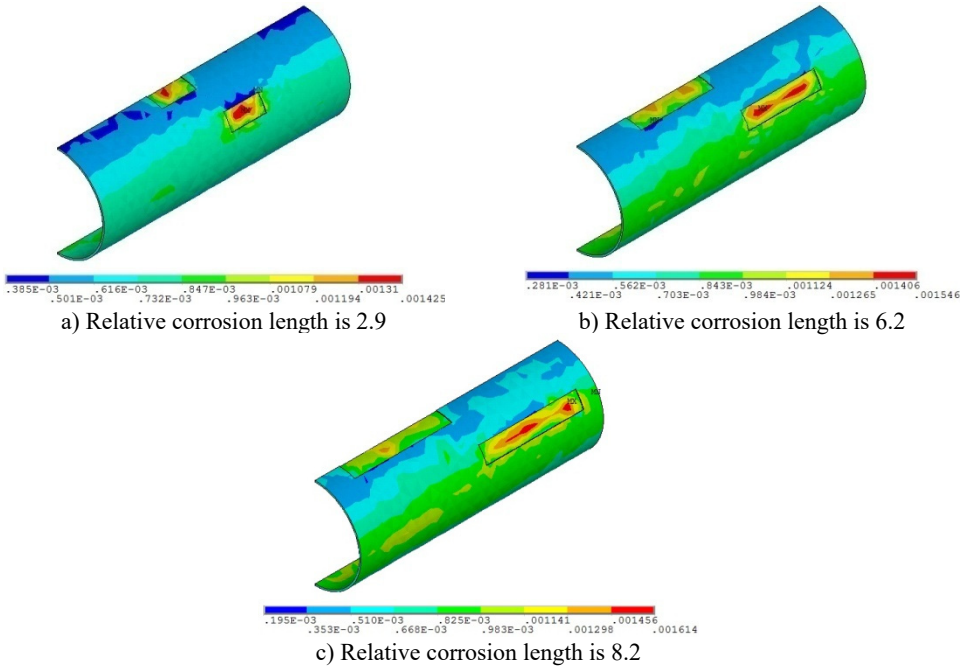 .385E-03 .616E-03 .847E-03 .001079 .00131
.501E-03 .732E-03 .963E-03 .001194 .001425
a) Relative corrosion length is 2.9
.281E-03 .562E-03 .843E-03 .001124 .001406
.421E-03 .703E-03 .984E-03 .001265 .001546
b) Relative corrosion length is 6.2
MX
.195E-03 .510E-03 .825E-03 .001141 .001456
.353E-03 .668E-03 .983E-03 .001298 .001614
c) Relative corrosion length is 8.2